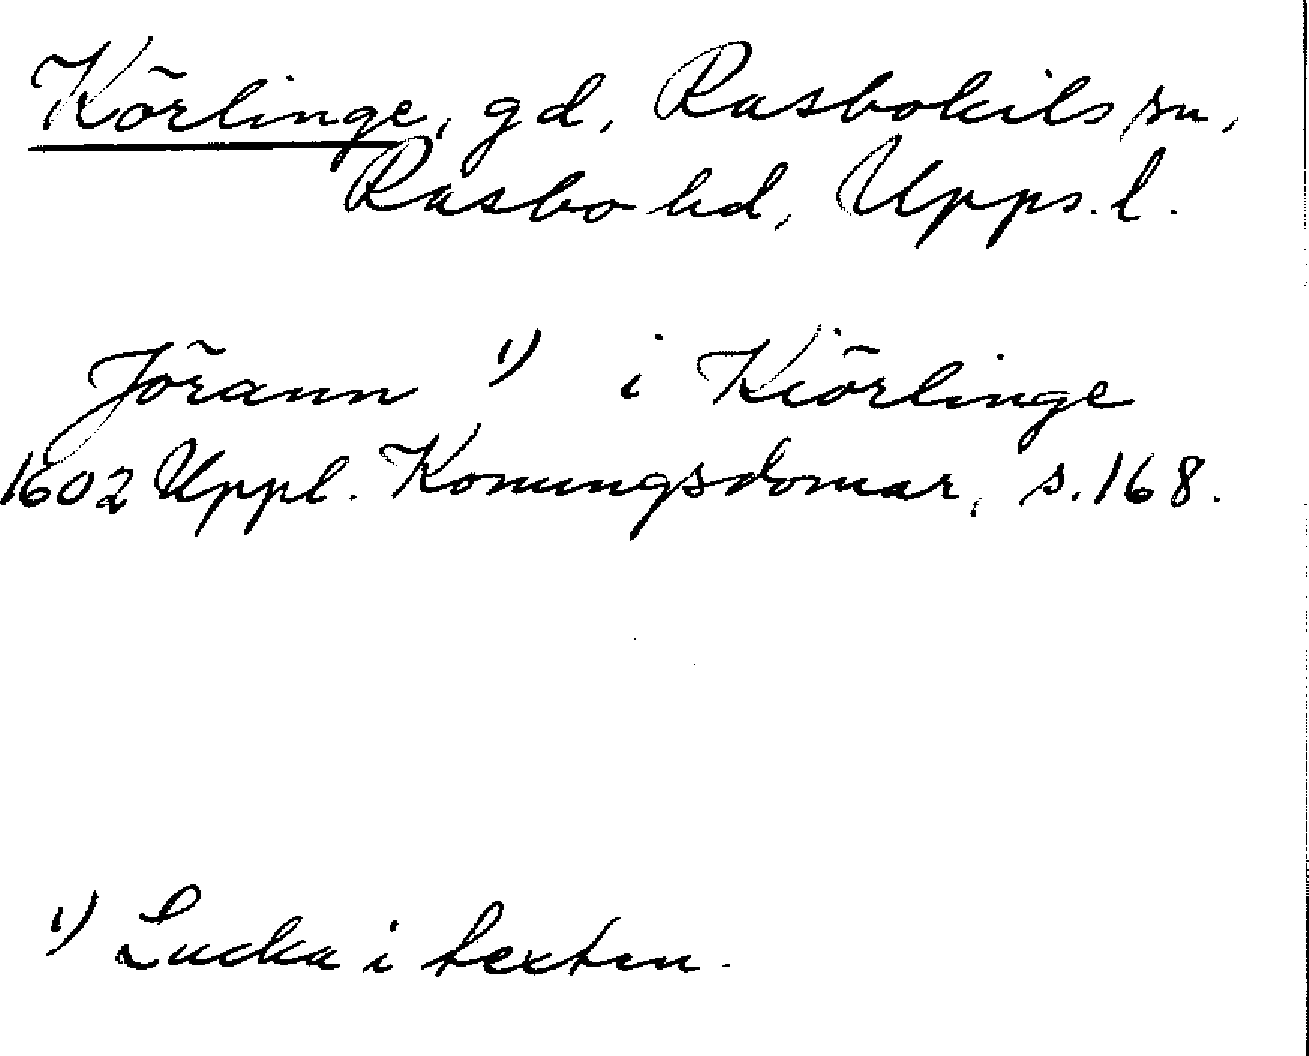 Körlinge, gd, Rasbokils sn,
Rasbo hd, Upps. l.
Jörann ¹) i Kiörlinge
1602 Uppl. Konungsdomar, s. 168.
¹) Lucka i texten.